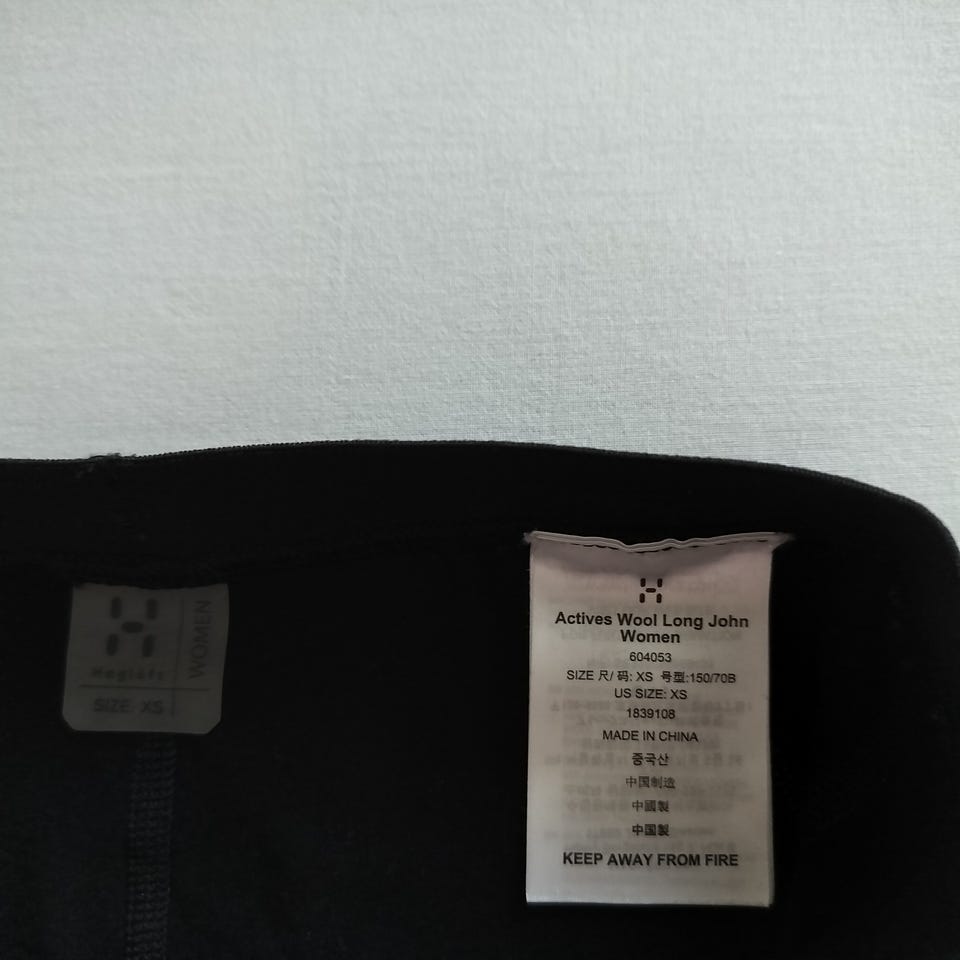 Haglöfs
WOMEN
SIZE: XS
Actives Wool Long John
Women
604053
SIZE 尺/ 码: XS 号型:150/70B
US SIZE: XS
1839108
MADE IN CHINA
중국산
中国制造
中國製
中国製
KEEP AWAY FROM FIRE